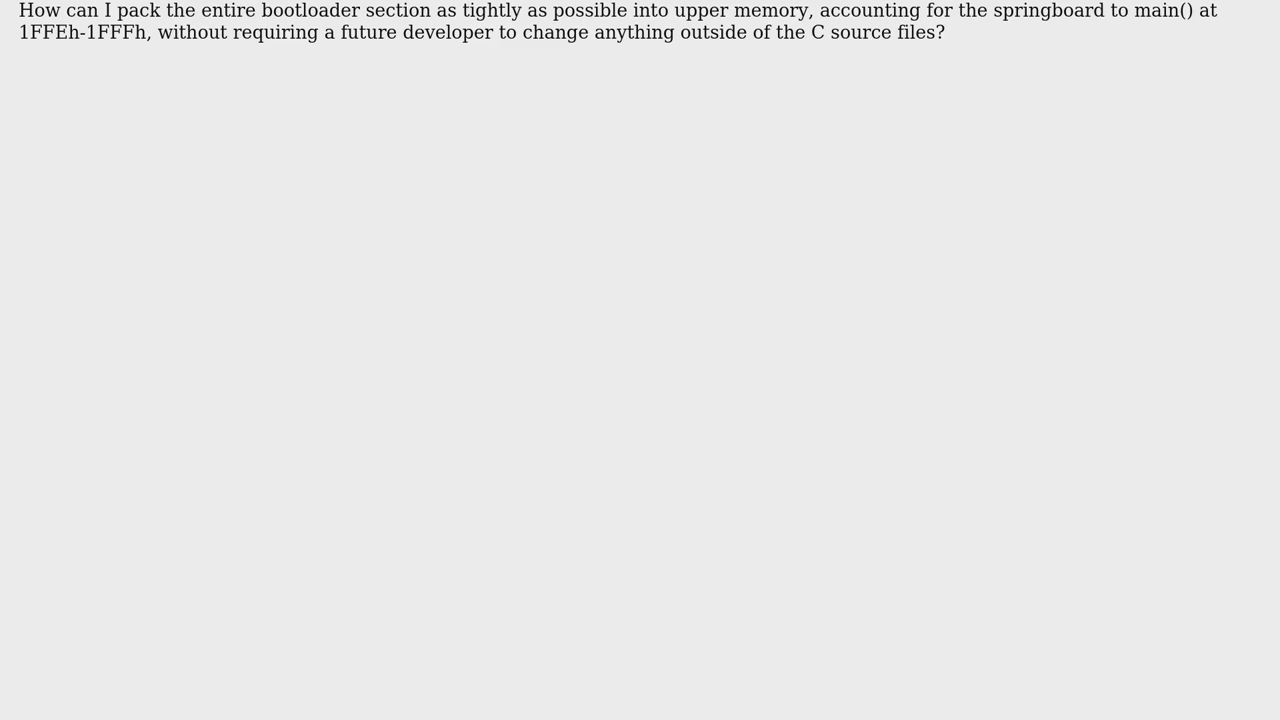 How can I pack the entire bootloader section as tightly as possible into upper memory, accounting for the springboard to main() at
1FFEh-1FFFh, without requiring a future developer to change anything outside of the C source files?